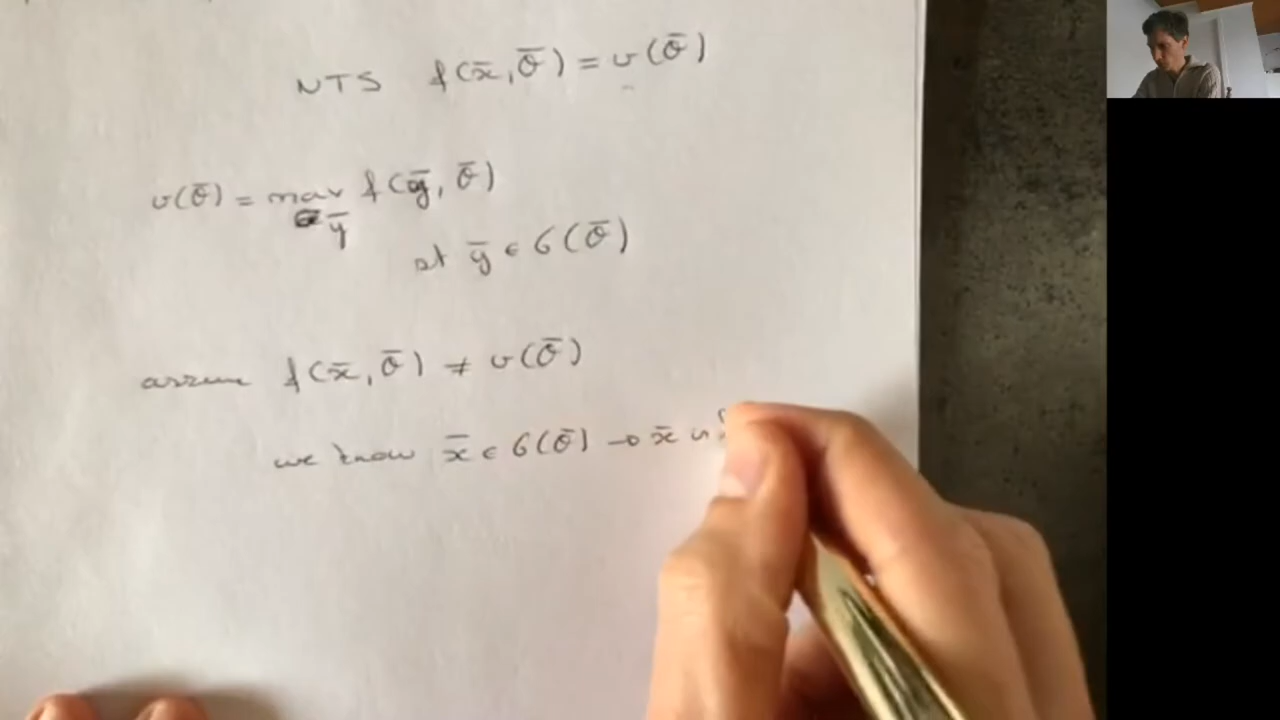 NTS f(x̄, θ̄) = v(θ̄)
v(θ̄) = max f(ȳ, θ̄)
ȳ
st ȳ ∈ G(θ̄)
assume f(x̄, θ̄) ≠ v(θ̄)
we know x̄ ∈ G(θ̄) → x̄ is